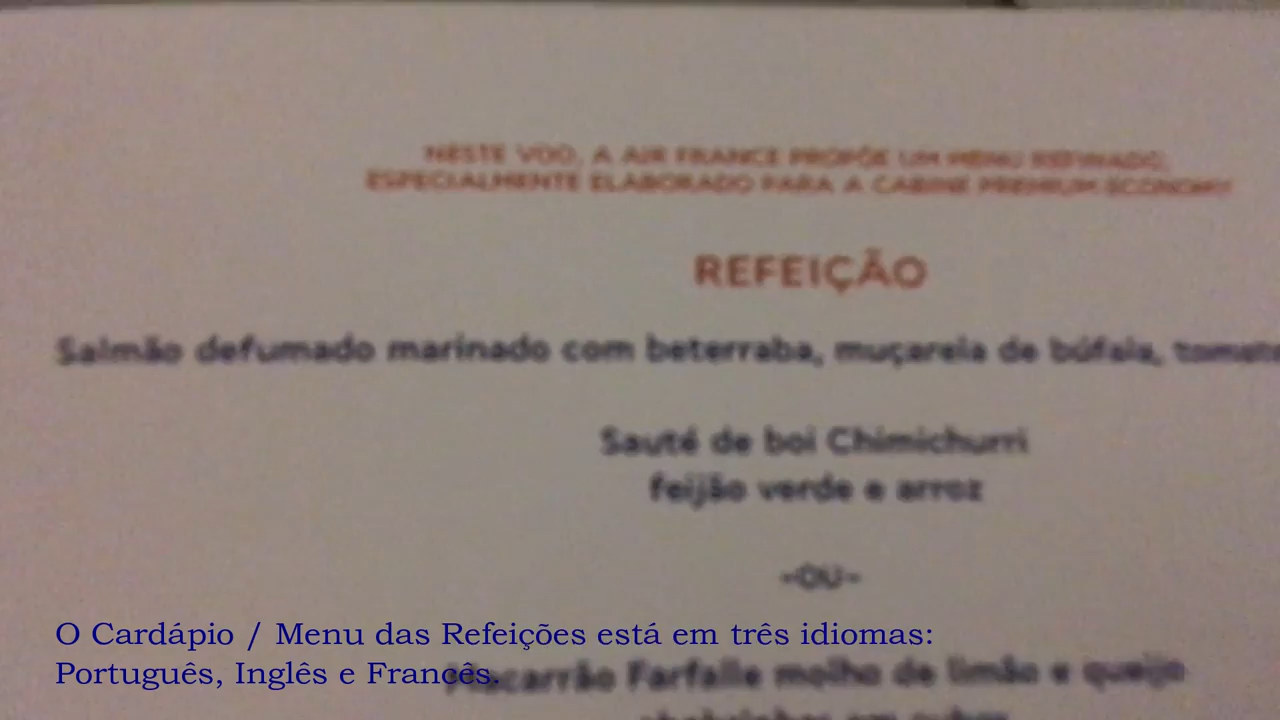 NESTE VOO, A AIR FRANCE PROPÕE UM MENU REFINADO,
ESPECIALMENTE ELABORADO PARA A CABINE PREMIUM ECONOMY
REFEIÇÃO
Salmão defumado marinado com beterraba, muçarela de búfala, tomate
Sauté de boi Chimichurri
feijão verde e arroz
-OU-
O Cardápio / Menu das Refeições está em três idiomas:
Português, Inglês e Francês.
Macarrão Farfalle molho de limão e queijo